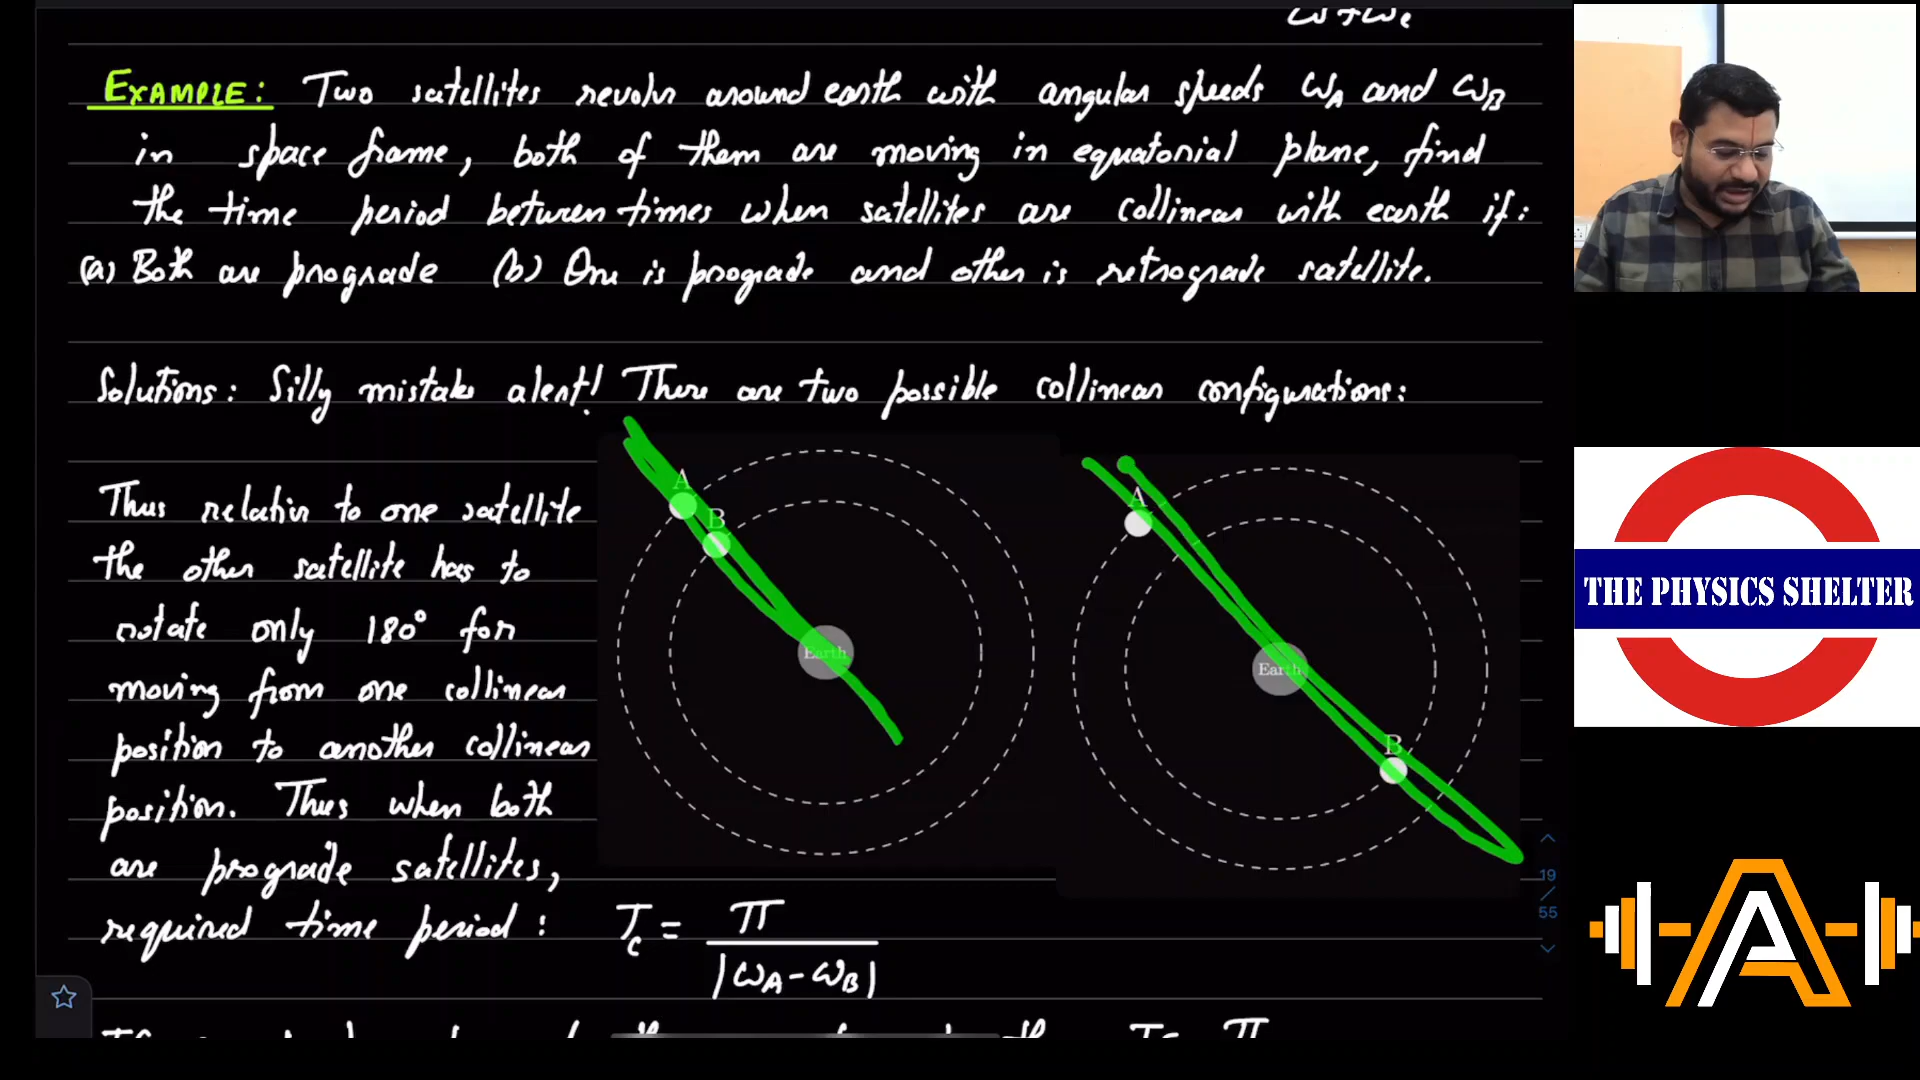 ω+ωe
EXAMPLE: Two satellites revolve around earth with angular speeds ωA and ωB
in space frame, both of them are moving in equatorial plane, find
the time period between times when satellites are collinear with earth if:
(a) Both are prograde (b) One is prograde and other is retrograde satellite.
Solutions: Silly mistake alert! There are two possible collinear configurations:
Thus relative to one satellite
the other satellite has to
rotate only 180° for
moving from one collinear
position to another collinear
position. Thus when both
are prograde satellites,
required time period: Tc = π / |ωA - ωB|
A
B
Earth
A
Earth
B
19
55
THE PHYSICS SHELTER
A